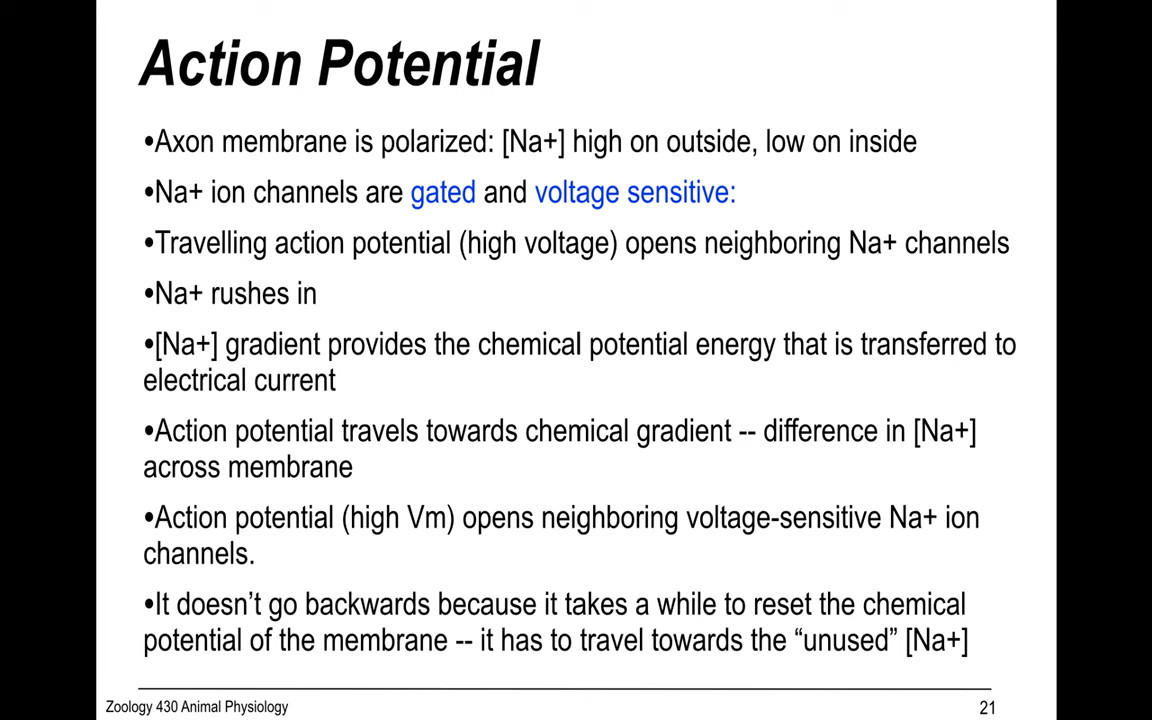 Action Potential
•Axon membrane is polarized: [Na+] high on outside, low on inside
•Na+ ion channels are gated and voltage sensitive:
•Travelling action potential (high voltage) opens neighboring Na+ channels
•Na+ rushes in
•[Na+] gradient provides the chemical potential energy that is transferred to
electrical current
•Action potential travels towards chemical gradient -- difference in [Na+]
across membrane
•Action potential (high Vm) opens neighboring voltage-sensitive Na+ ion
channels.
•It doesn’t go backwards because it takes a while to reset the chemical
potential of the membrane -- it has to travel towards the “unused” [Na+]
Zoology 430 Animal Physiology
21